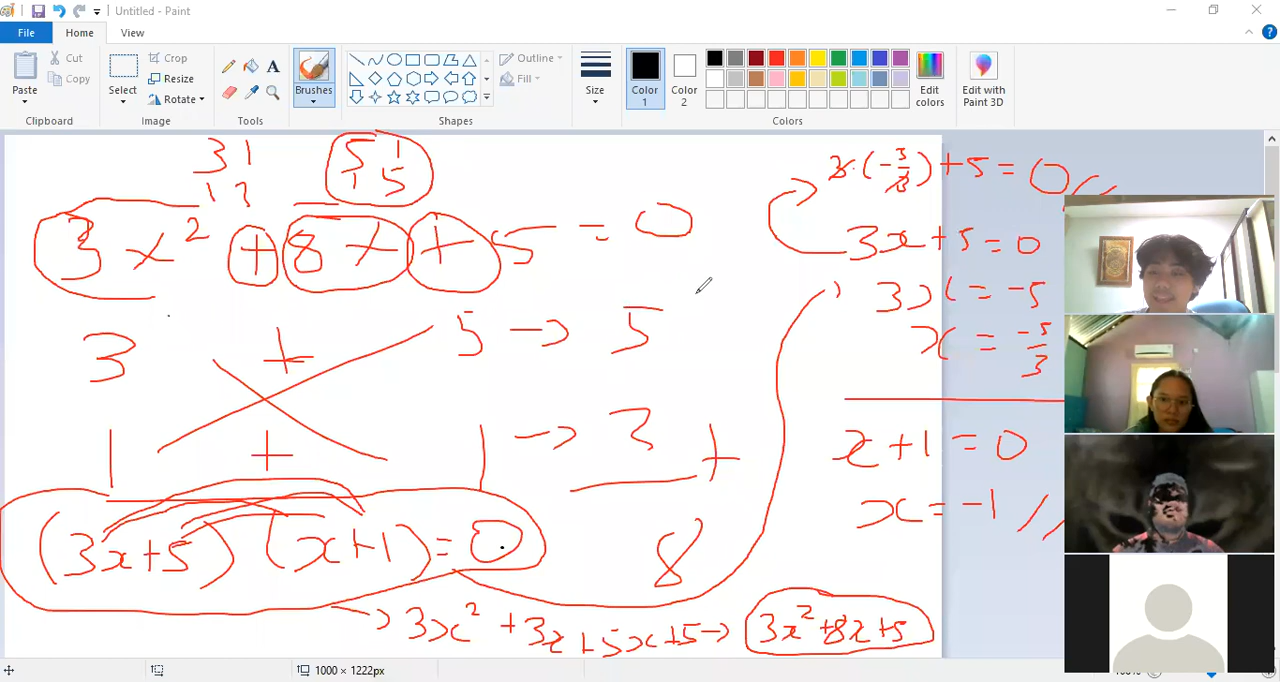 Untitled - Paint
File
Home
View
Paste
Cut
Copy
Clipboard
Select
Crop
Resize
Rotate
Image
Tools
Brushes
Shapes
Outline
Fill
Size
Color 1
Color 2
Colors
Edit colors
Edit with Paint 3D
3 1
1 3
5 1
1 5
3x² + 8x + 5 = 0
3 + 5 → 5
1 + 1 → 3 +
8
(3x+5)(x+1)=0
→ 3x² + 3x + 5x + 5 → 3x² + 8x + 5
+5 = 0
3x + 5 = 0
3x = -5
x = -5/3
x + 1 = 0
x = -1 //
1000 × 1222px